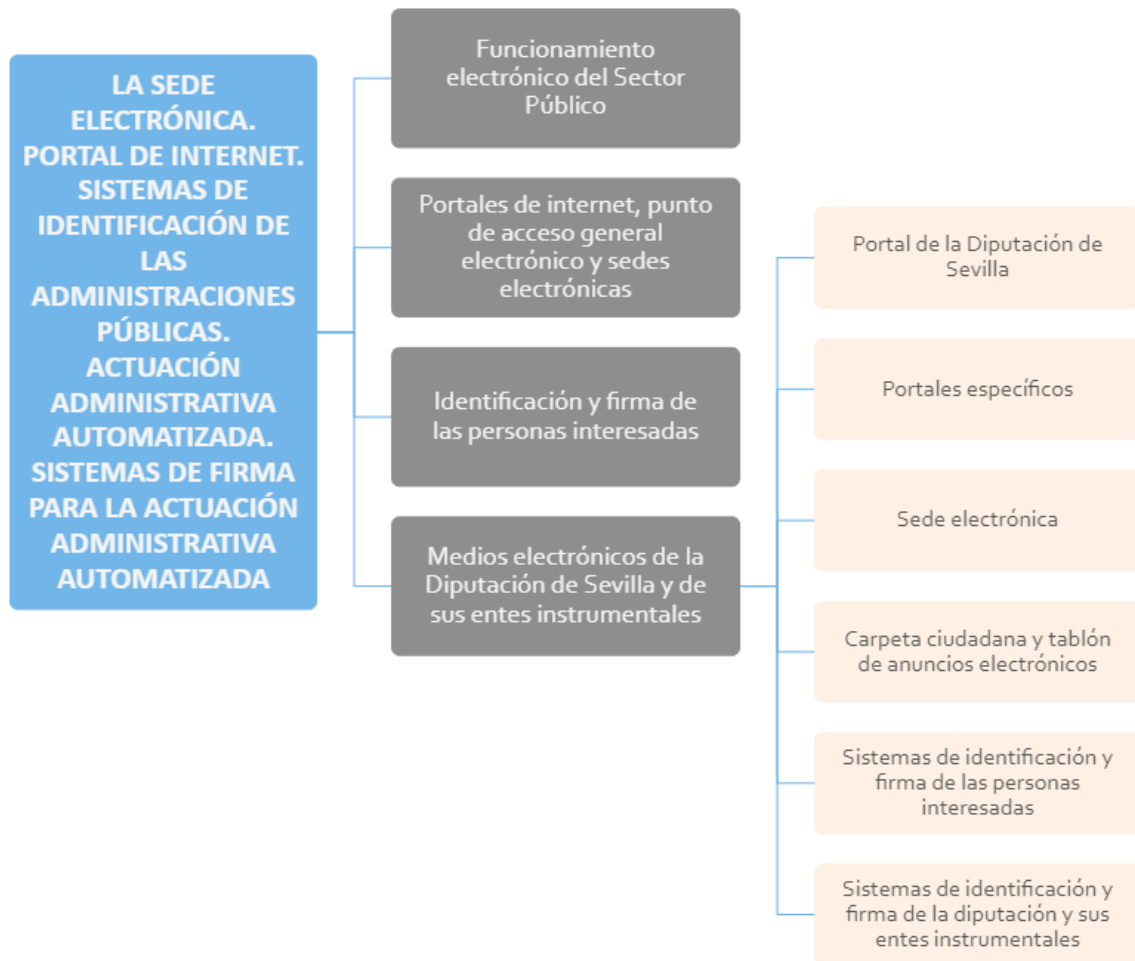 LA SEDE
ELECTRÓNICA.
PORTAL DE INTERNET.
SISTEMAS DE
IDENTIFICACIÓN DE
LAS
ADMINISTRACIONES
PÚBLICAS.
ACTUACIÓN
ADMINISTRATIVA
AUTOMATIZADA.
SISTEMAS DE FIRMA
PARA LA ACTUACIÓN
ADMINISTRATIVA
AUTOMATIZADA
Funcionamiento
electrónico del Sector
Público
Portales de internet, punto
de acceso general
electrónico y sedes
electrónicas
Identificación y firma de
las personas interesadas
Medios electrónicos de la
Diputación de Sevilla y de
sus entes instrumentales
Portal de la Diputación de
Sevilla
Portales específicos
Sede electrónica
Carpeta ciudadana y tablón
de anuncios electrónicos
Sistemas de identificación y
firma de las personas
interesadas
Sistemas de identificación y
firma de la diputación y sus
entes instrumentales